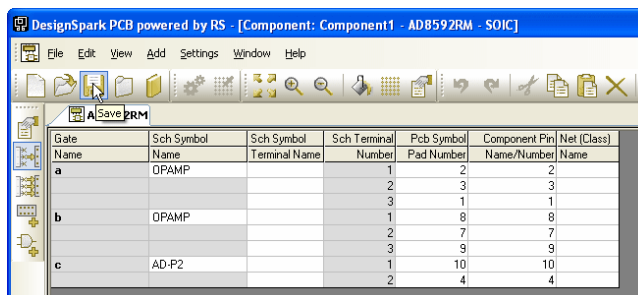 DesignSpark PCB powered by RS - [Component: Component1 - AD8592RM - SOIC]
File Edit View Add Settings Window Help
Save
A 2RM
Gate Sch Symbol Sch Symbol Sch Terminal Pcb Symbol Component Pin Net (Class)
Name Name Terminal Name Number Pad Number Name/Number Name
a OPAMP 1 2 2
2 3 3
3 1 1
b OPAMP 1 8 8
2 7 7
3 9 9
c AD-P2 1 10 10
2 4 4